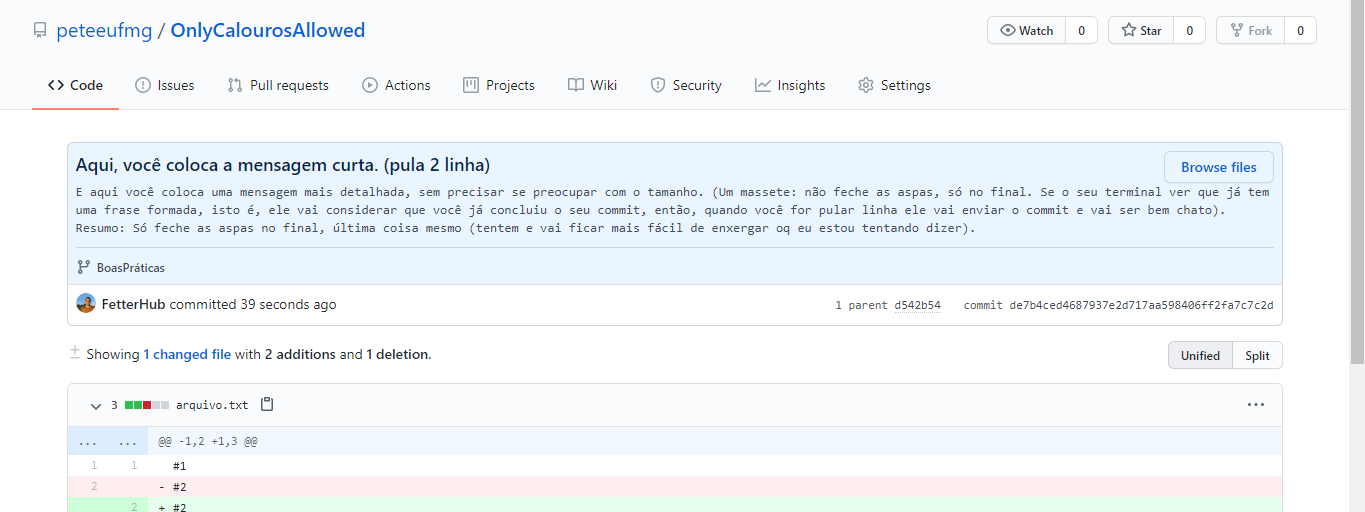 peteeufmg / OnlyCalourosAllowed
Watch 0 Star 0 Fork 0
Code Issues Pull requests Actions Projects Wiki Security Insights Settings
Aqui, você coloca a mensagem curta. (pula 2 linha)
Browse files
E aqui você coloca uma mensagem mais detalhada, sem precisar se preocupar com o tamanho. (Um massete: não feche as aspas, só no final. Se o seu terminal ver que já tem
uma frase formada, isto é, ele vai considerar que você já concluiu o seu commit, então, quando você for pular linha ele vai enviar o commit e vai ser bem chato).
Resumo: Só feche as aspas no final, última coisa mesmo (tentem e vai ficar mais fácil de enxergar oq eu estou tentando dizer).
BoasPráticas
FetterHub committed 39 seconds ago
1 parent d542b54 commit de7b4ced4687937e2d717aa598406ff2fa7c7c2d
Showing 1 changed file with 2 additions and 1 deletion.
Unified Split
3 arquivo.txt ...
... ... @@ -1,2 +1,3 @@
1 1 #1
2 - #2
2 + #2